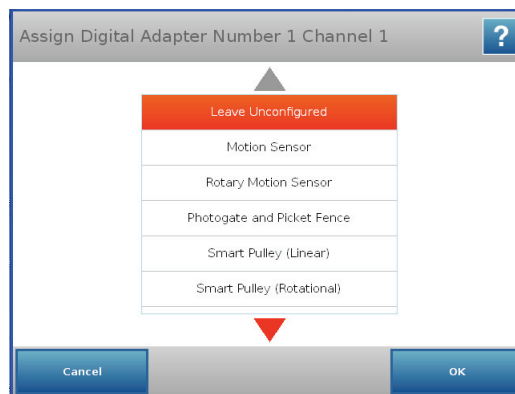 Assign Digital Adapter Number 1 Channel 1
?
Leave Unconfigured
Motion Sensor
Rotary Motion Sensor
Photogate and Picket Fence
Smart Pulley (Linear)
Smart Pulley (Rotational)
Cancel
OK